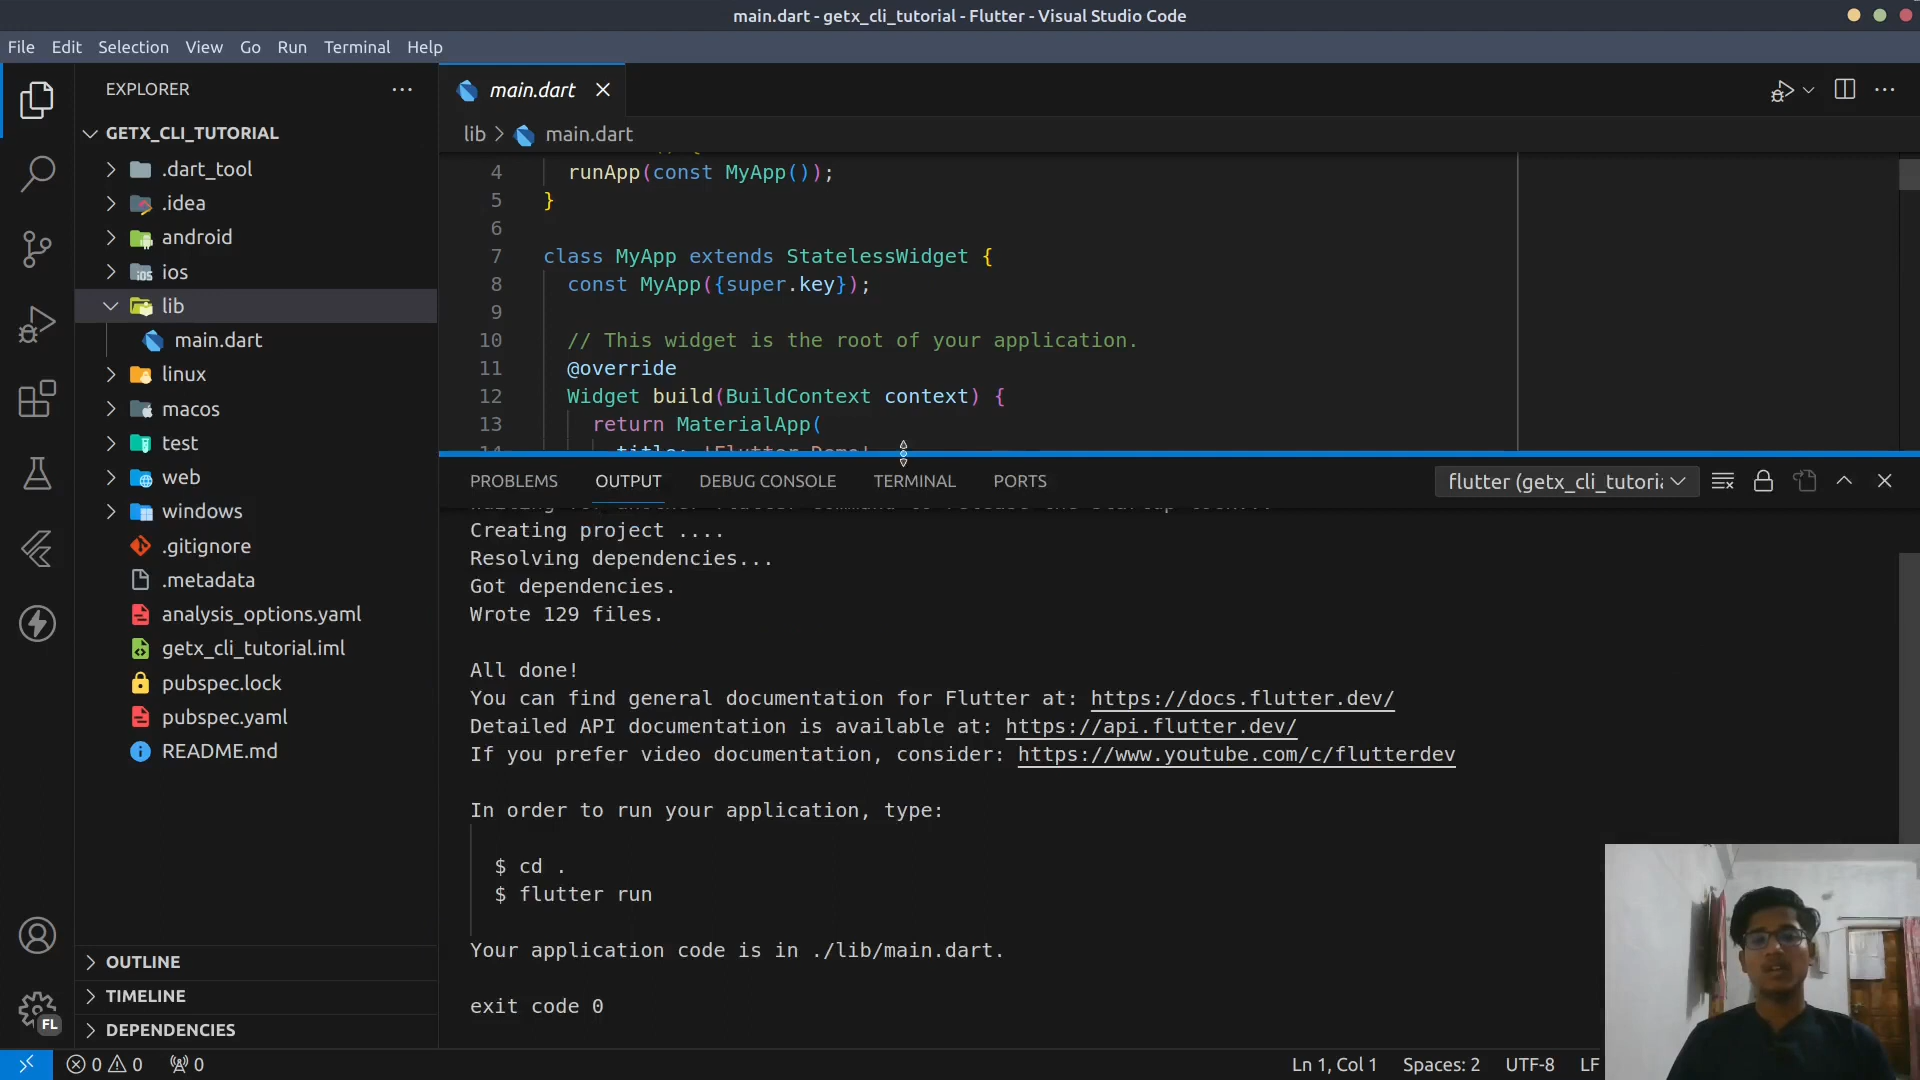 main.dart - getx_cli_tutorial - Flutter - Visual Studio Code
File Edit Selection View Go Run Terminal Help
EXPLORER
GETX_CLI_TUTORIAL
.dart_tool
.idea
android
ios
lib
main.dart
linux
macos
test
web
windows
.gitignore
.metadata
analysis_options.yaml
getx_cli_tutorial.iml
pubspec.lock
pubspec.yaml
README.md
OUTLINE
TIMELINE
DEPENDENCIES
FL
main.dart
lib > main.dart
4 runApp(const MyApp());
5 }
6
7 class MyApp extends StatelessWidget {
8 const MyApp({super.key});
9
10 // This widget is the root of your application.
11 @override
12 Widget build(BuildContext context) {
13 return MaterialApp(
14 title: 'Flutter Demo'
PROBLEMS OUTPUT DEBUG CONSOLE TERMINAL PORTS
flutter (getx_cli_tutoria
Creating project ....
Resolving dependencies...
Got dependencies.
Wrote 129 files.
All done!
You can find general documentation for Flutter at: https://docs.flutter.dev/
Detailed API documentation is available at: https://api.flutter.dev/
If you prefer video documentation, consider: https://www.youtube.com/c/flutterdev
In order to run your application, type:
$ cd .
$ flutter run
Your application code is in ./lib/main.dart.
exit code 0
0 0 0
Ln 1, Col 1 Spaces: 2 UTF-8 LF